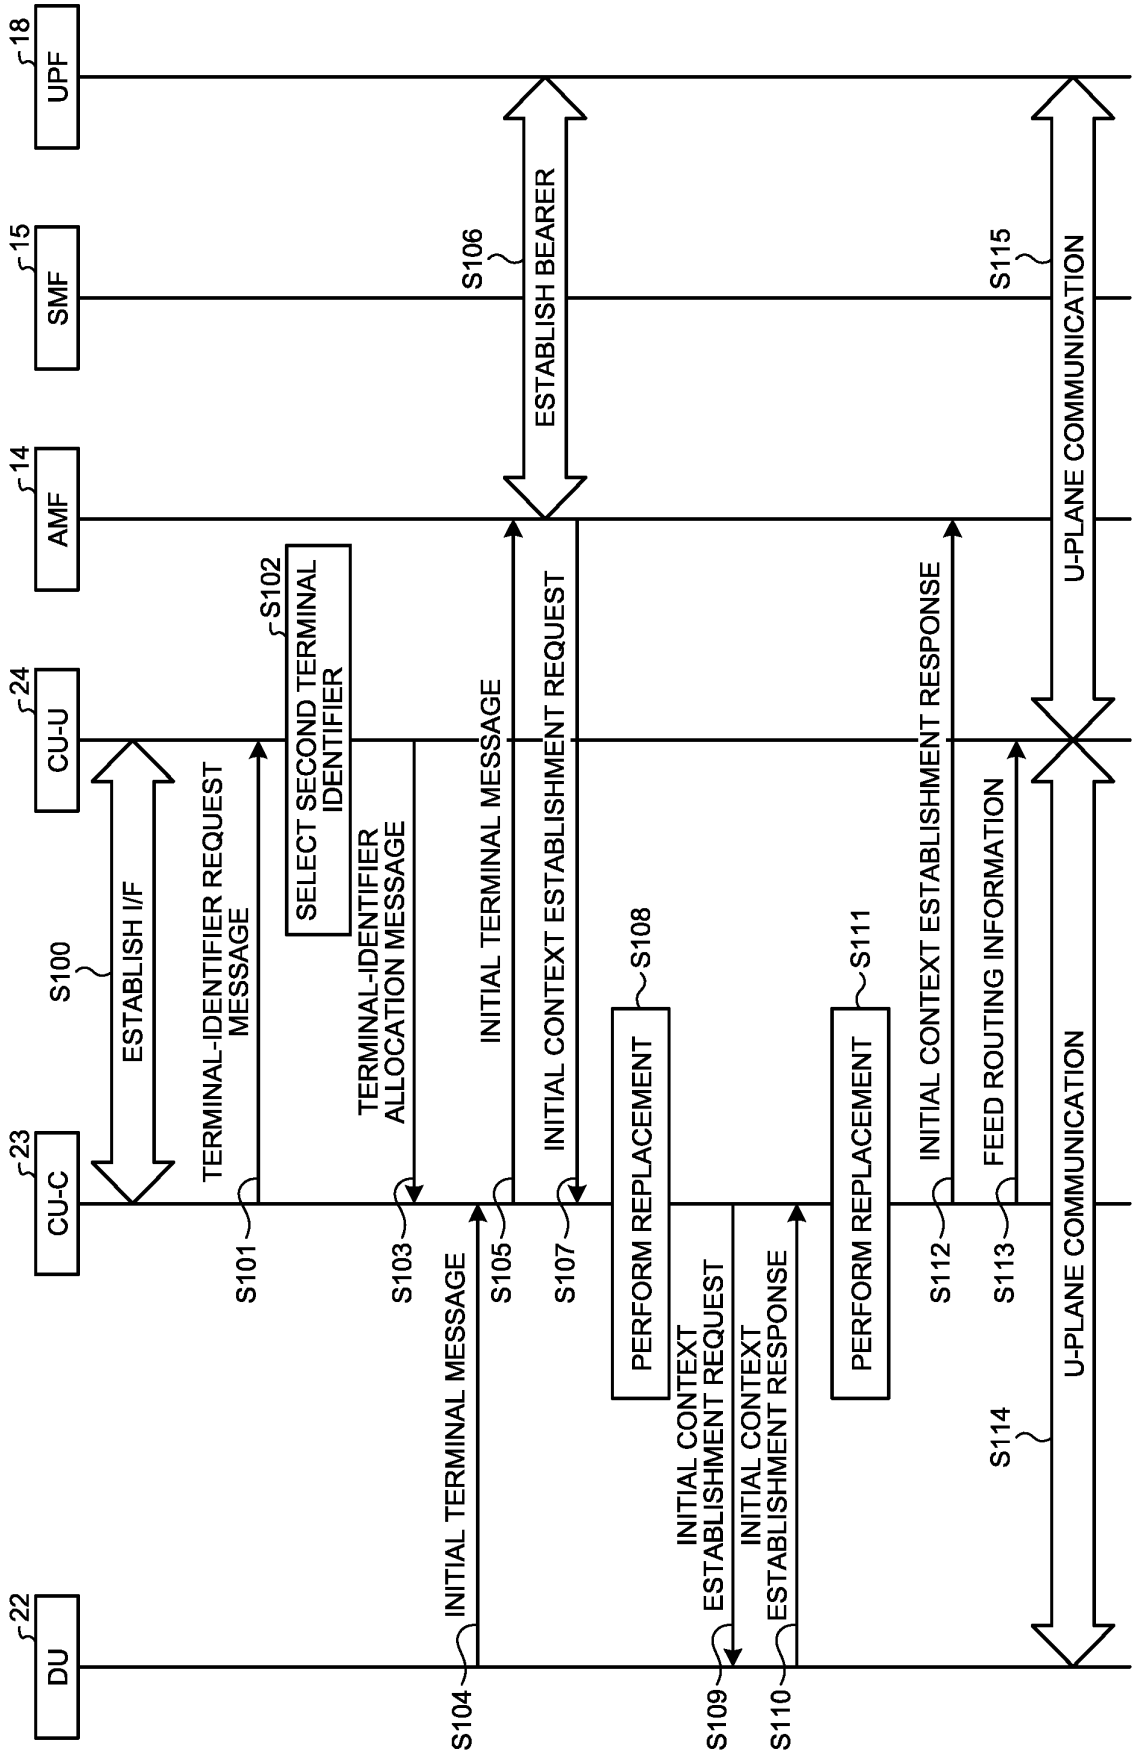 DU
22
CU-C
23
CU-U
24
AMF
14
SMF
15
UPF
18
S100
ESTABLISH I/F
TERMINAL-IDENTIFIER REQUEST
MESSAGE
S101
S102
SELECT SECOND TERMINAL
IDENTIFIER
TERMINAL-IDENTIFIER
ALLOCATION MESSAGE
S103
INITIAL TERMINAL MESSAGE
S104
INITIAL TERMINAL MESSAGE
S105
S106
ESTABLISH BEARER
INITIAL CONTEXT ESTABLISHMENT REQUEST
S107
S108
PERFORM REPLACEMENT
INITIAL CONTEXT
ESTABLISHMENT REQUEST
S109
INITIAL CONTEXT
ESTABLISHMENT RESPONSE
S110
S111
PERFORM REPLACEMENT
INITIAL CONTEXT ESTABLISHMENT RESPONSE
S112
FEED ROUTING INFORMATION
S113
S114
U-PLANE COMMUNICATION
S115
U-PLANE COMMUNICATION